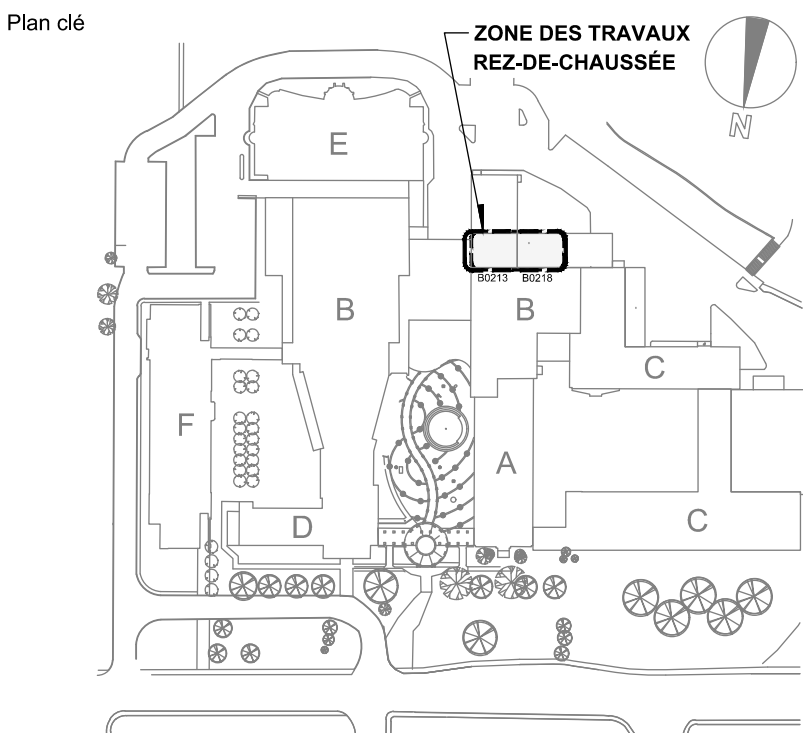 Plan clé
ZONE DES TRAVAUX
REZ-DE-CHAUSSÉE
N
E
B0213 B0218
B
B
C
F
A
D
C